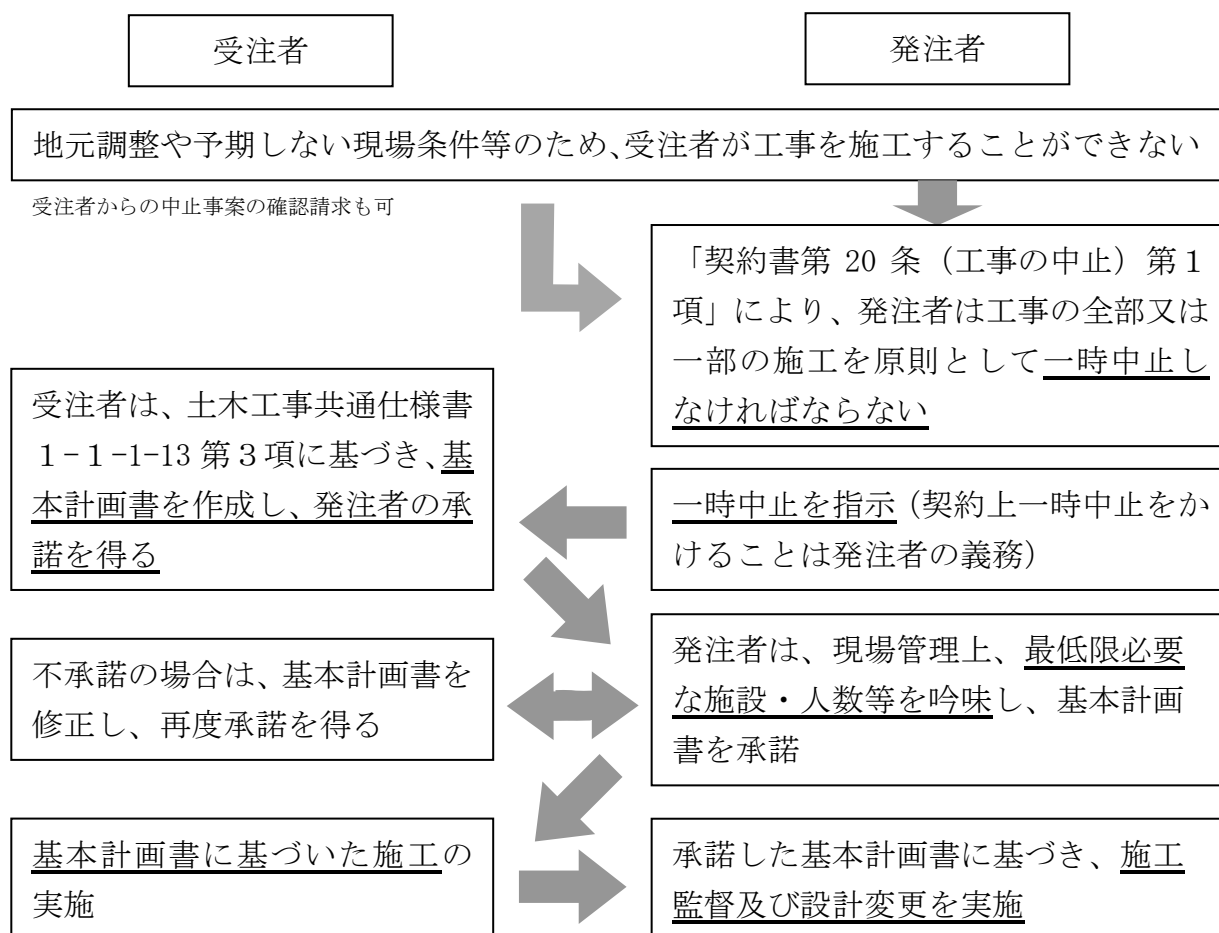 受注者
発注者
地元調整や予期しない現場条件等のため、受注者が工事を施工することができない
受注者からの中止事案の確認請求も可
「契約書第 20 条（工事の中止）第１
項」により、発注者は工事の全部又は
一部の施工を原則として一時中止し
なければならない
受注者は、土木工事共通仕様書
１-１-1-13 第３項に基づき、基
本計画書を作成し、発注者の承
諾を得る
一時中止を指示（契約上一時中止をか
けることは発注者の義務）
発注者は、現場管理上、最低限必要
な施設・人数等を吟味し、基本計画
書を承諾
不承諾の場合は、基本計画書を
修正し、再度承諾を得る
基本計画書に基づいた施工の
実施
承諾した基本計画書に基づき、施工
監督及び設計変更を実施